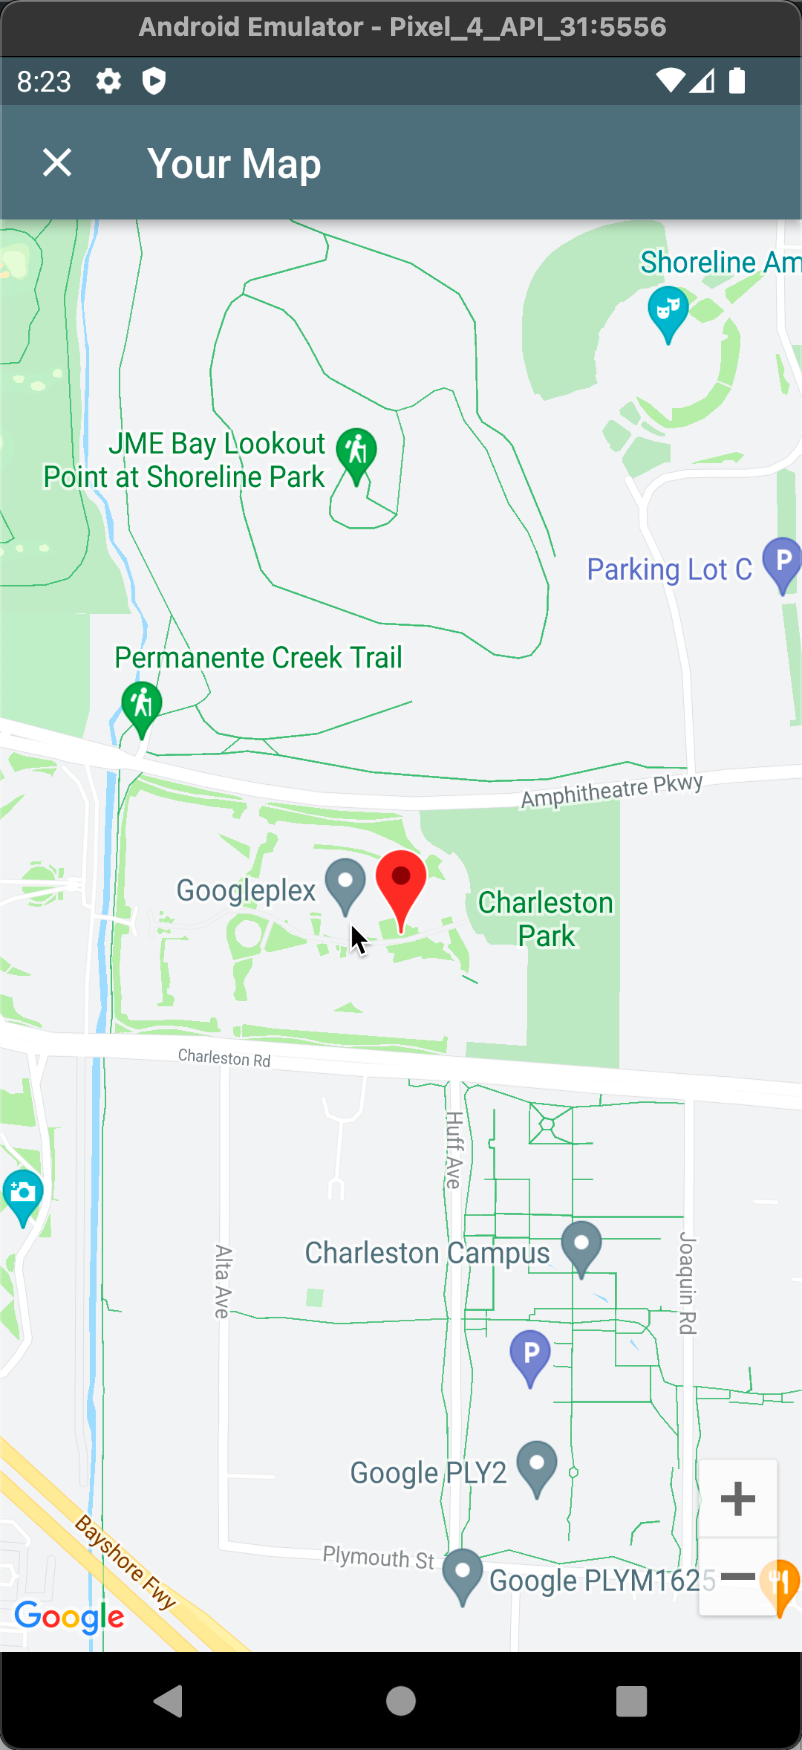 Android Emulator - Pixel_4_API_31:5556
8:23
Your Map
Shoreline Am
JME Bay Lookout
Point at Shoreline Park
Parking Lot C
P
Permanente Creek Trail
Amphitheatre Pkwy
Googleplex
Charleston
Park
Charleston Rd
Huff Ave
Charleston Campus
Alta Ave
Joaquin Rd
P
Google PLY2
Bayshore Fwy
Plymouth St
Google PLYM1625
Google